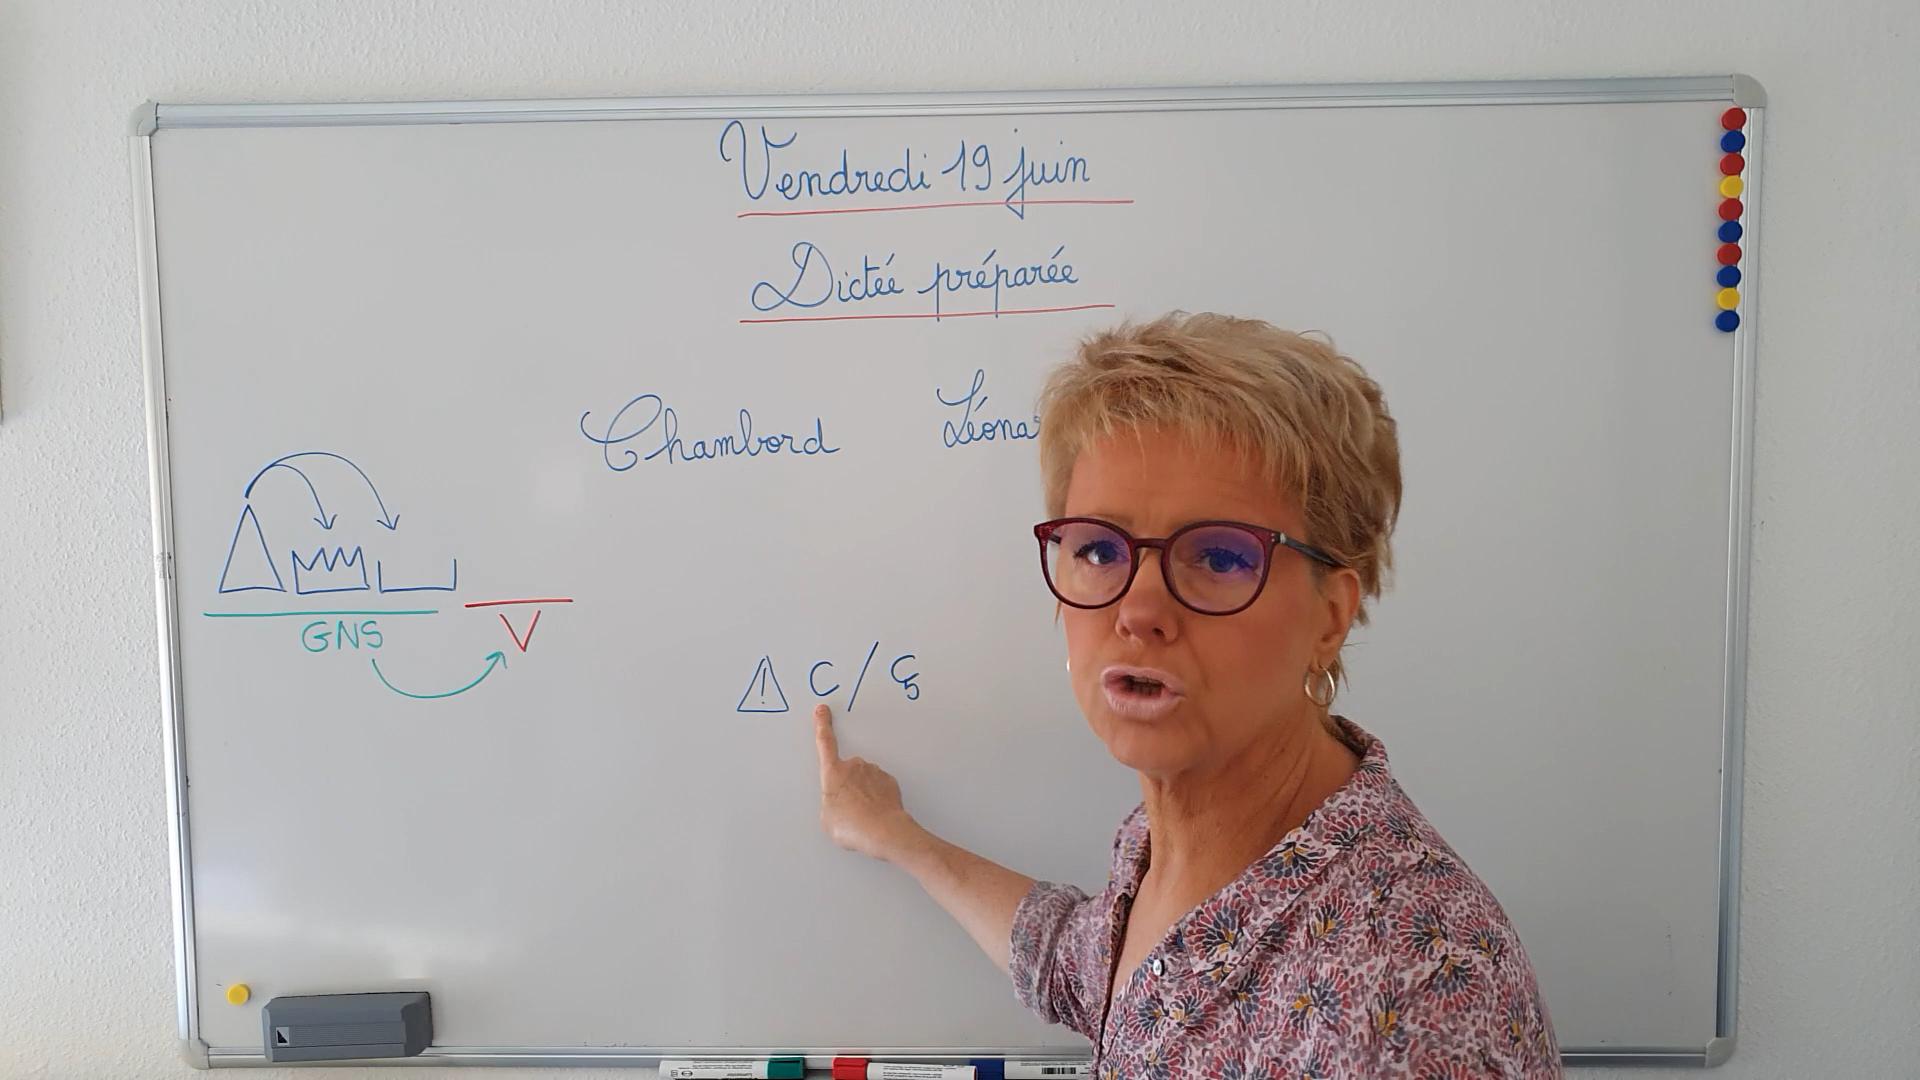 Vendredi 19 juin
Dictée préparée
Chambord Léona
GNS V
! C / Ç